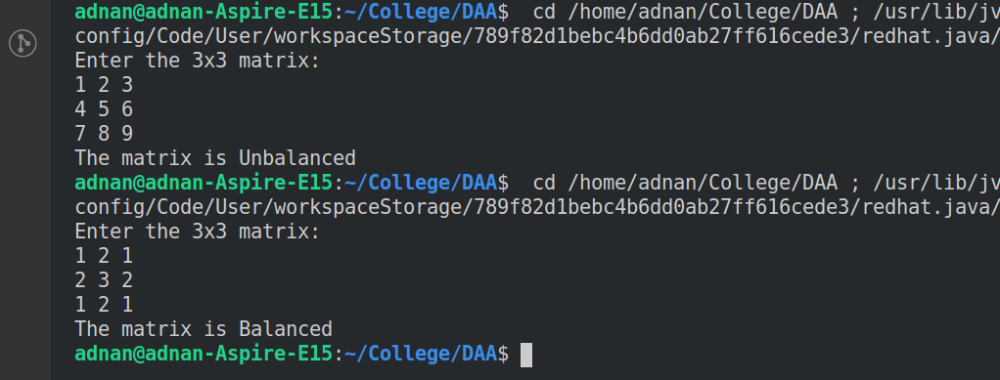 adnan@adnan-Aspire-E15:~/College/DAA$  cd /home/adnan/College/DAA ; /usr/lib/jv
config/Code/User/workspaceStorage/789f82d1bebc4b6dd0ab27ff616cede3/redhat.java/
Enter the 3x3 matrix:
1 2 3
4 5 6
7 8 9
The matrix is Unbalanced
adnan@adnan-Aspire-E15:~/College/DAA$  cd /home/adnan/College/DAA ; /usr/lib/jv
config/Code/User/workspaceStorage/789f82d1bebc4b6dd0ab27ff616cede3/redhat.java/
Enter the 3x3 matrix:
1 2 1
2 3 2
1 2 1
The matrix is Balanced
adnan@adnan-Aspire-E15:~/College/DAA$